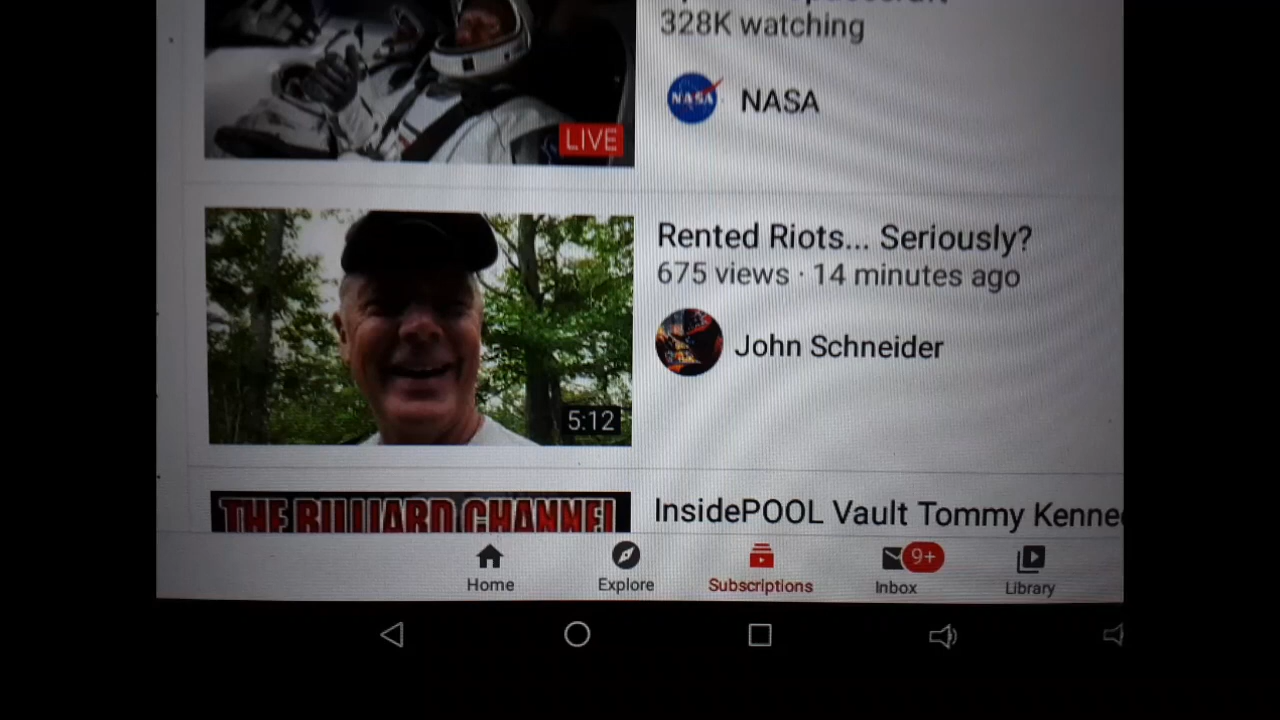 328K watching
NASA
NASA
LIVE
Rented Riots... Seriously?
675 views · 14 minutes ago
John Schneider
5:12
THE BILLIARD CHANNEL
InsidePOOL Vault Tommy
Home
Explore
Subscriptions
9+
Inbox
Library